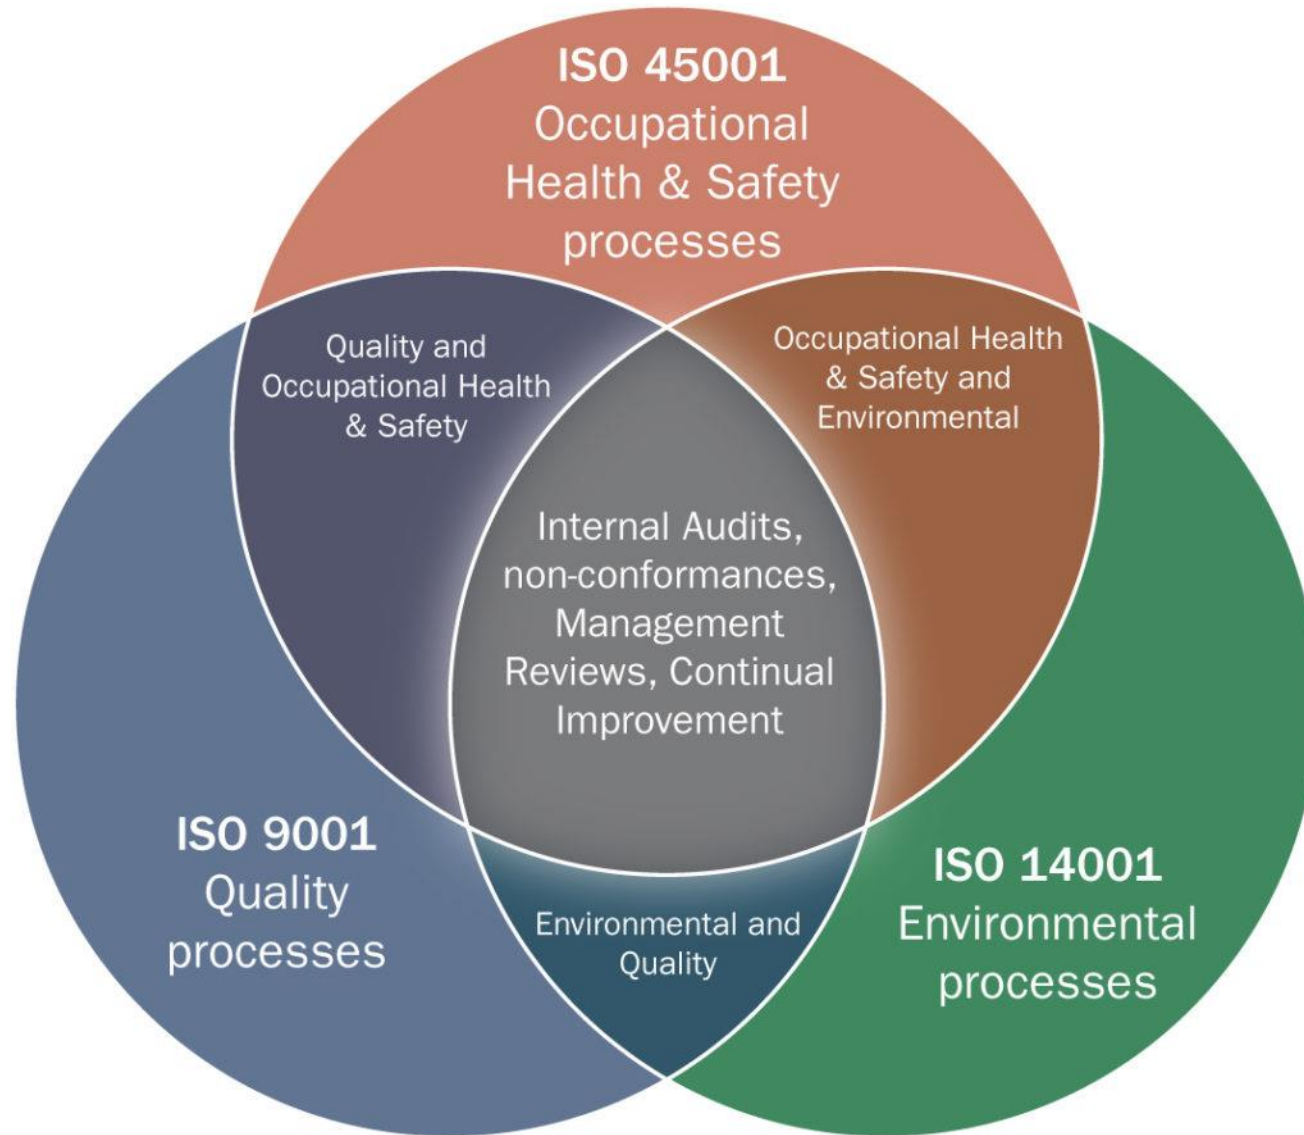 ISO 45001
Occupational
Health & Safety
processes
Quality and
Occupational Health
& Safety
Occupational Health
& Safety and
Environmental
Internal Audits,
non-conformances,
Management
Reviews, Continual
Improvement
ISO 9001
Quality
processes
ISO 14001
Environmental
processes
Environmental and
Quality